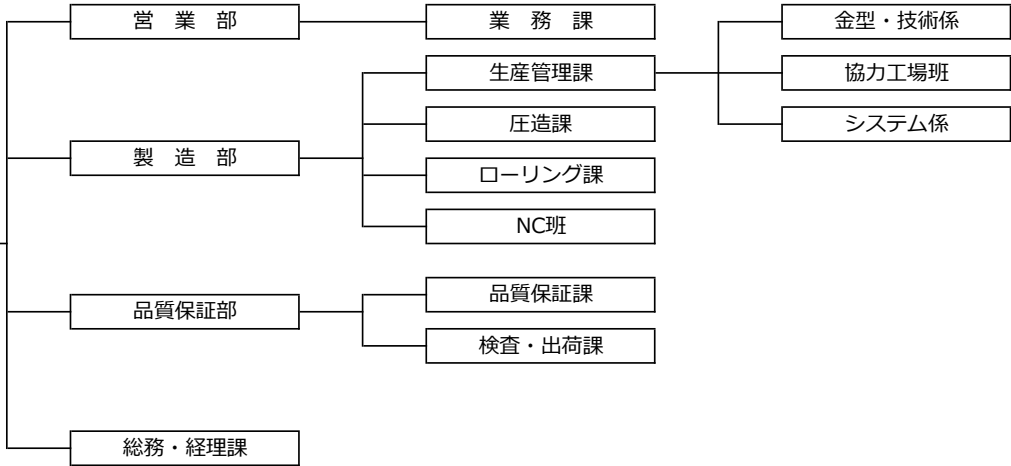 営　業　部
業　務　課
金型・技術係
生産管理課
協力工場班
圧造課
システム係
製　造　部
ローリング課
NC班
品質保証課
品質保証部
検査・出荷課
総務・経理課